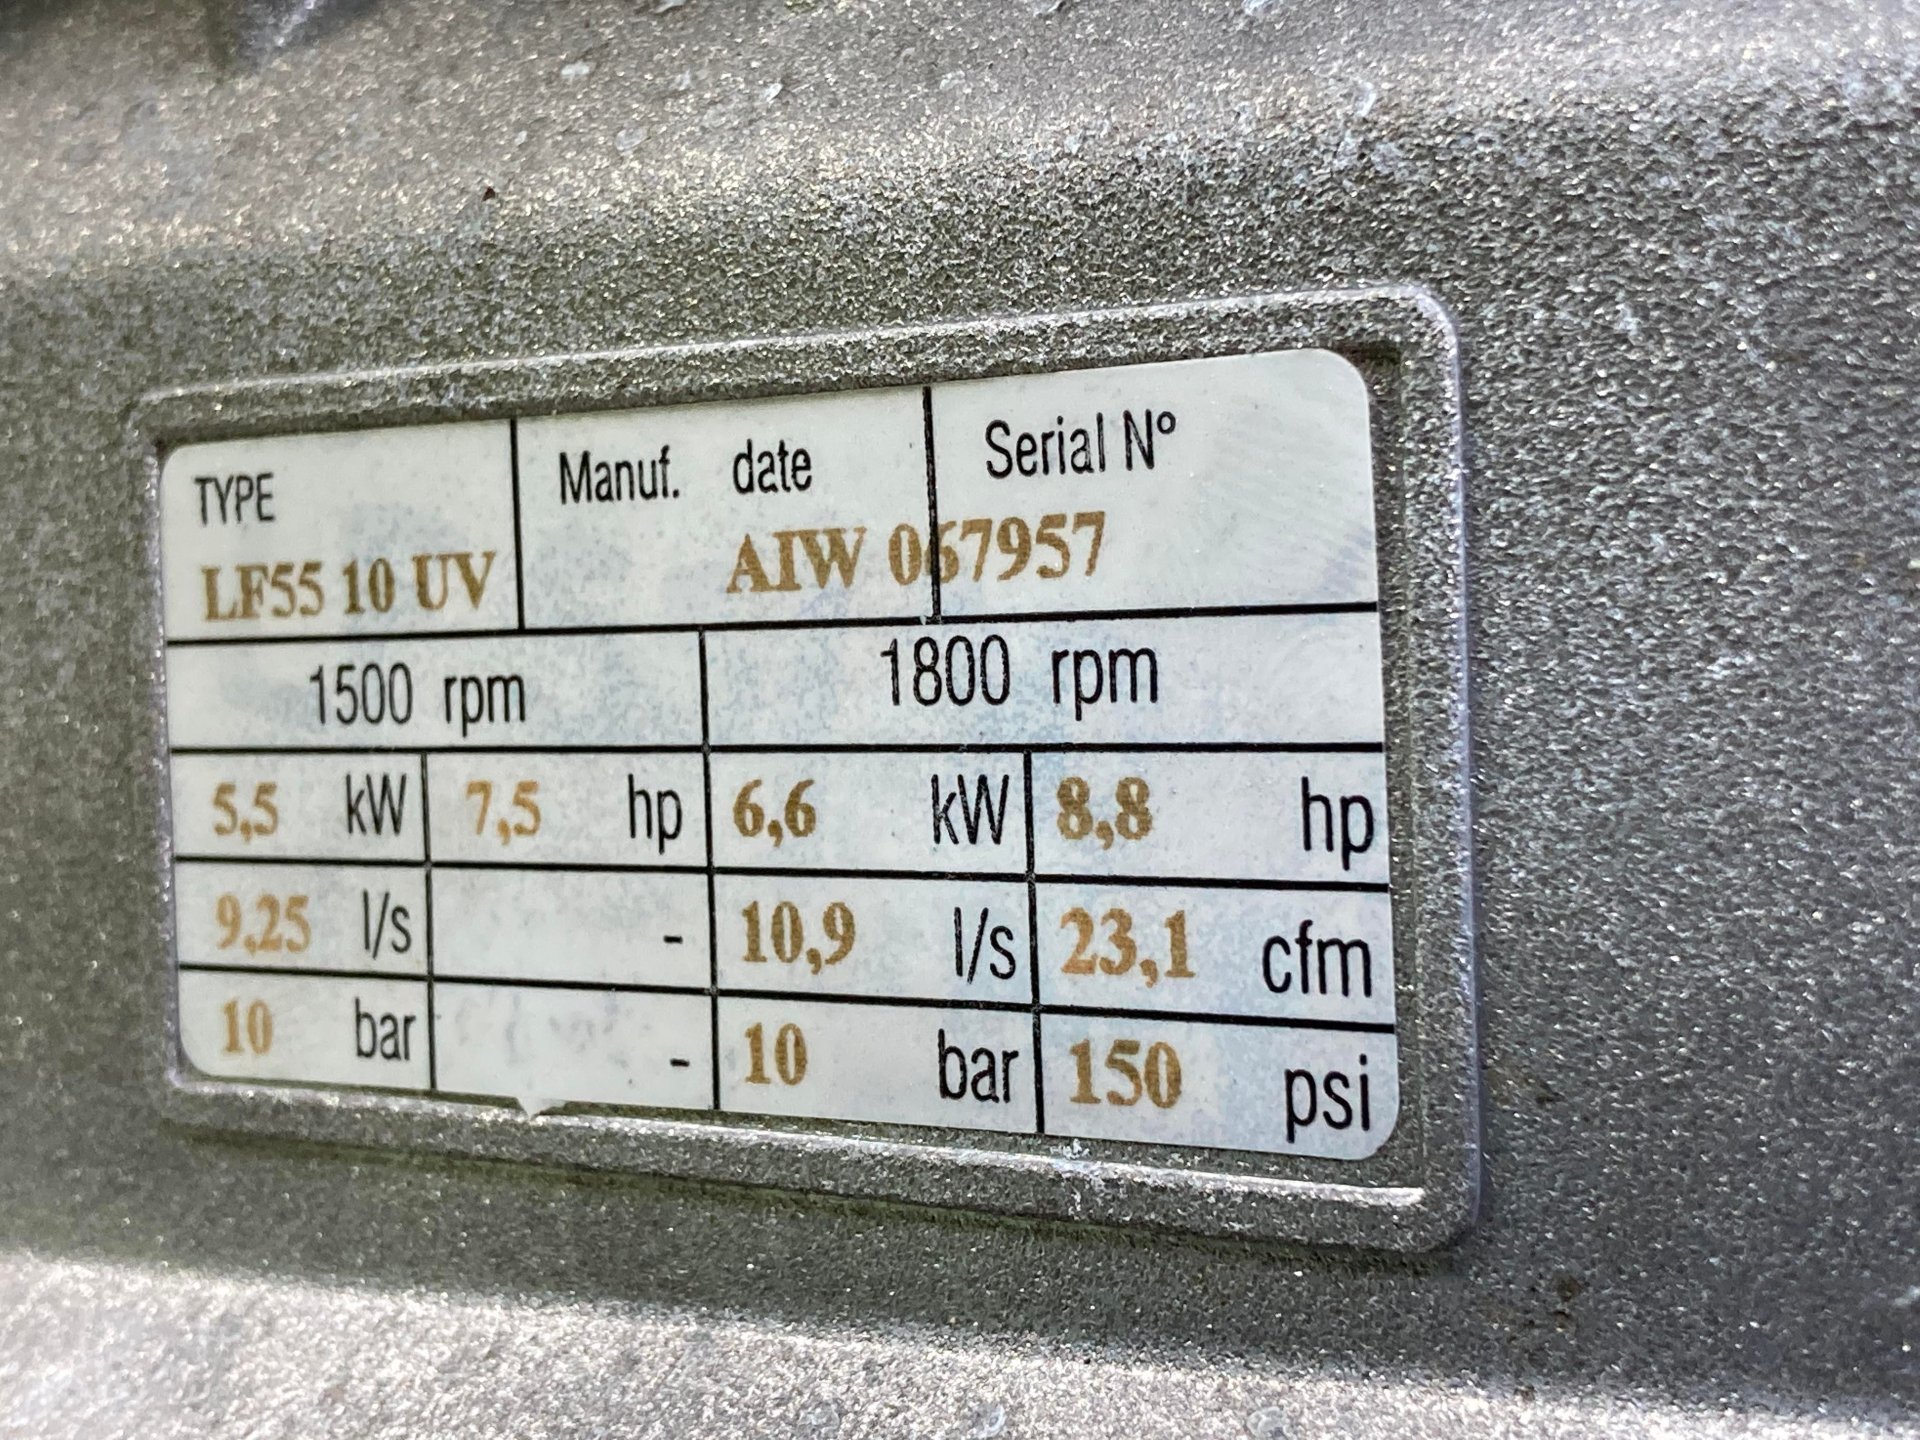 TYPE Manuf. date Serial Nº
LF55 10 UV AIW 067957
1500 rpm 1800 rpm
5,5 kW 7,5 hp 6,6 kW 8,8 hp
9,25 l/s - 10,9 l/s 23,1 cfm
10 bar - 10 bar 150 psi